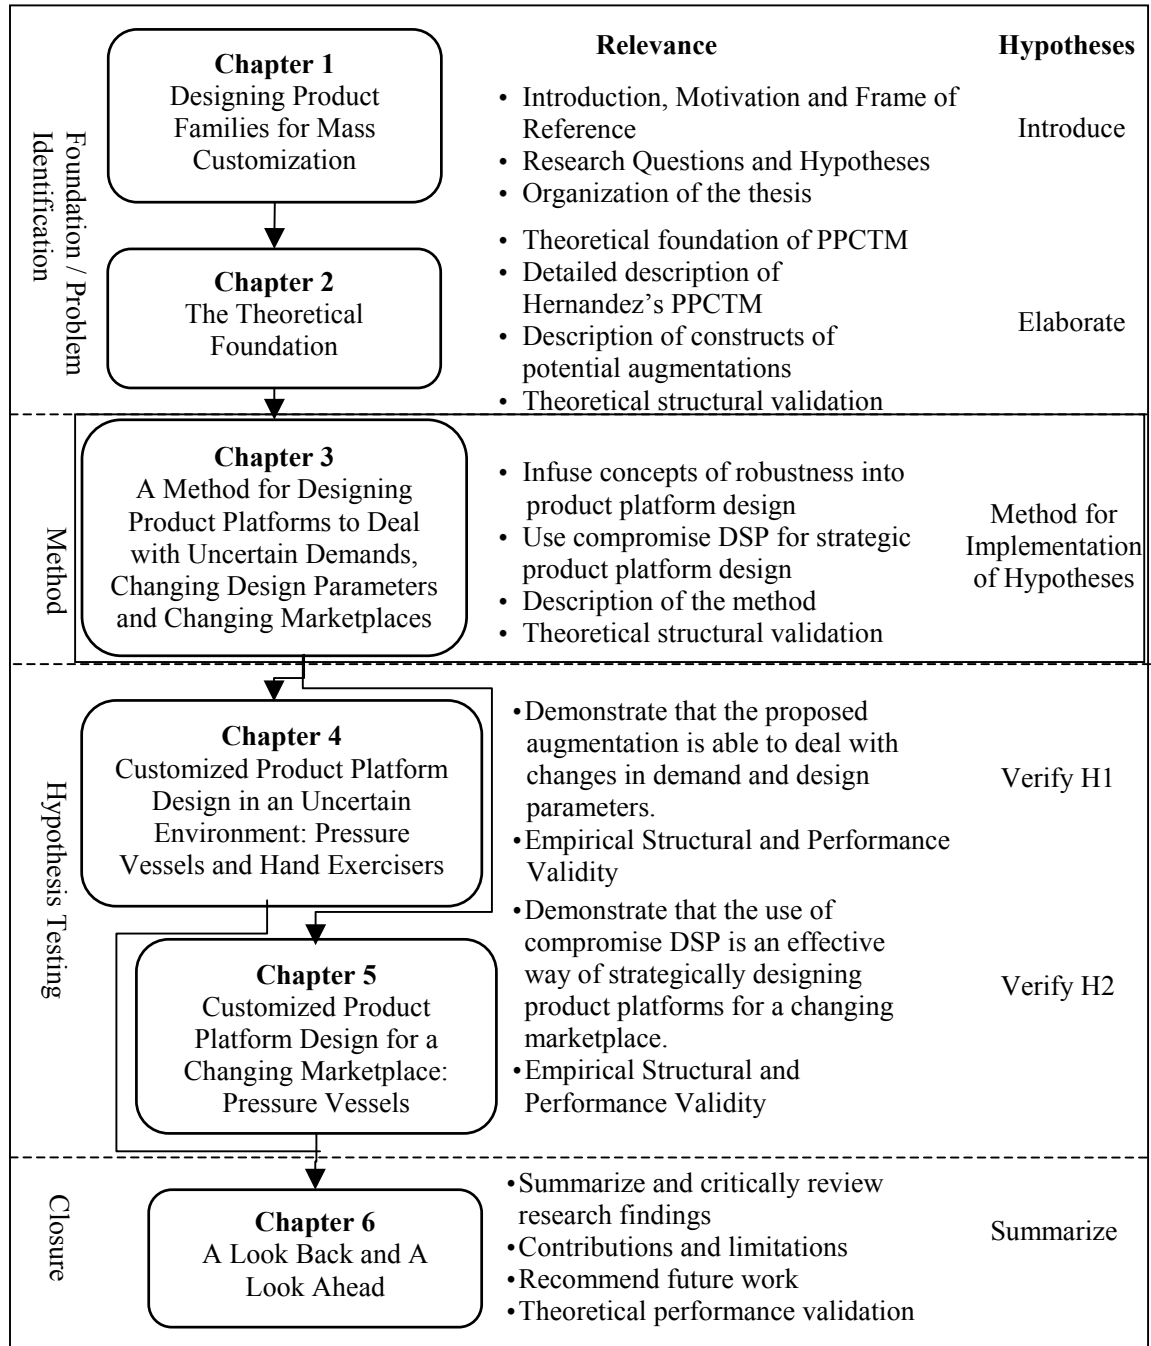 Relevance
Hypotheses
Foundation / Problem
Identification
Chapter 1
Designing Product
Families for Mass
Customization
• Introduction, Motivation and Frame of
Reference
• Research Questions and Hypotheses
• Organization of the thesis
Introduce
Chapter 2
The Theoretical
Foundation
• Theoretical foundation of PPCTM
• Detailed description of
Hernandez’s PPCTM
• Description of constructs of
potential augmentations
• Theoretical structural validation
Elaborate
Method
Chapter 3
A Method for Designing
Product Platforms to Deal
with Uncertain Demands,
Changing Design Parameters
and Changing Marketplaces
• Infuse concepts of robustness into
product platform design
• Use compromise DSP for strategic
product platform design
• Description of the method
• Theoretical structural validation
Method for
Implementation
of Hypotheses
Hypothesis Testing
Chapter 4
Customized Product Platform
Design in an Uncertain
Environment: Pressure
Vessels and Hand Exercisers
•Demonstrate that the proposed
augmentation is able to deal with
changes in demand and design
parameters.
•Empirical Structural and Performance
Validity
Verify H1
Chapter 5
Customized Product
Platform Design for a
Changing Marketplace:
Pressure Vessels
•Demonstrate that the use of
compromise DSP is an effective
way of strategically designing
product platforms for a changing
marketplace.
•Empirical Structural and
Performance Validity
Verify H2
Closure
Chapter 6
A Look Back and A
Look Ahead
•Summarize and critically review
research findings
•Contributions and limitations
•Recommend future work
•Theoretical performance validation
Summarize